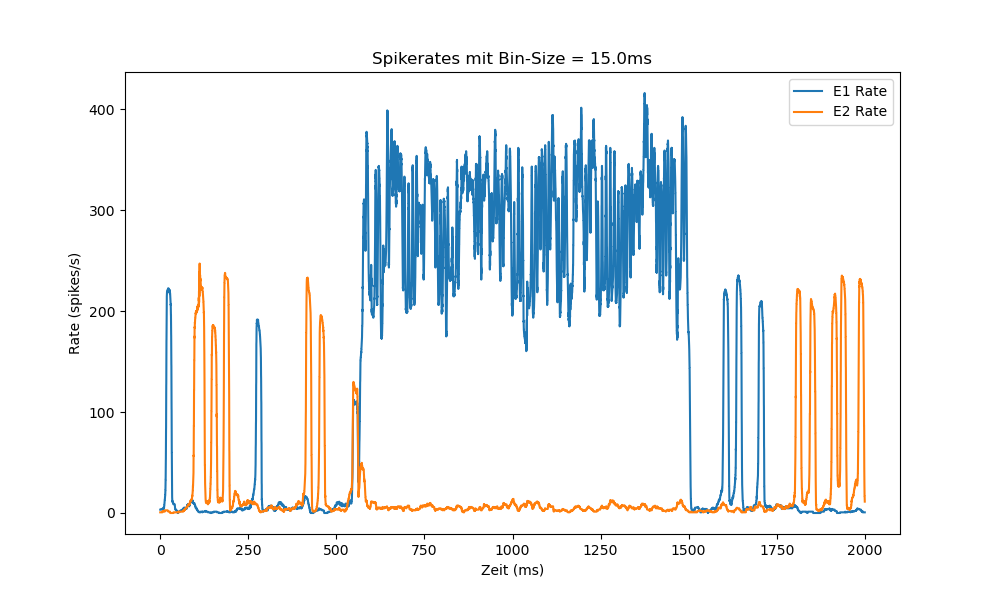 Spikerates mit Bin-Size = 15.0ms
E1 Rate
E2 Rate
400
300
200
100
0
Rate (spikes/s)
0 250 500 750 1000 1250 1500 1750 2000
Zeit (ms)